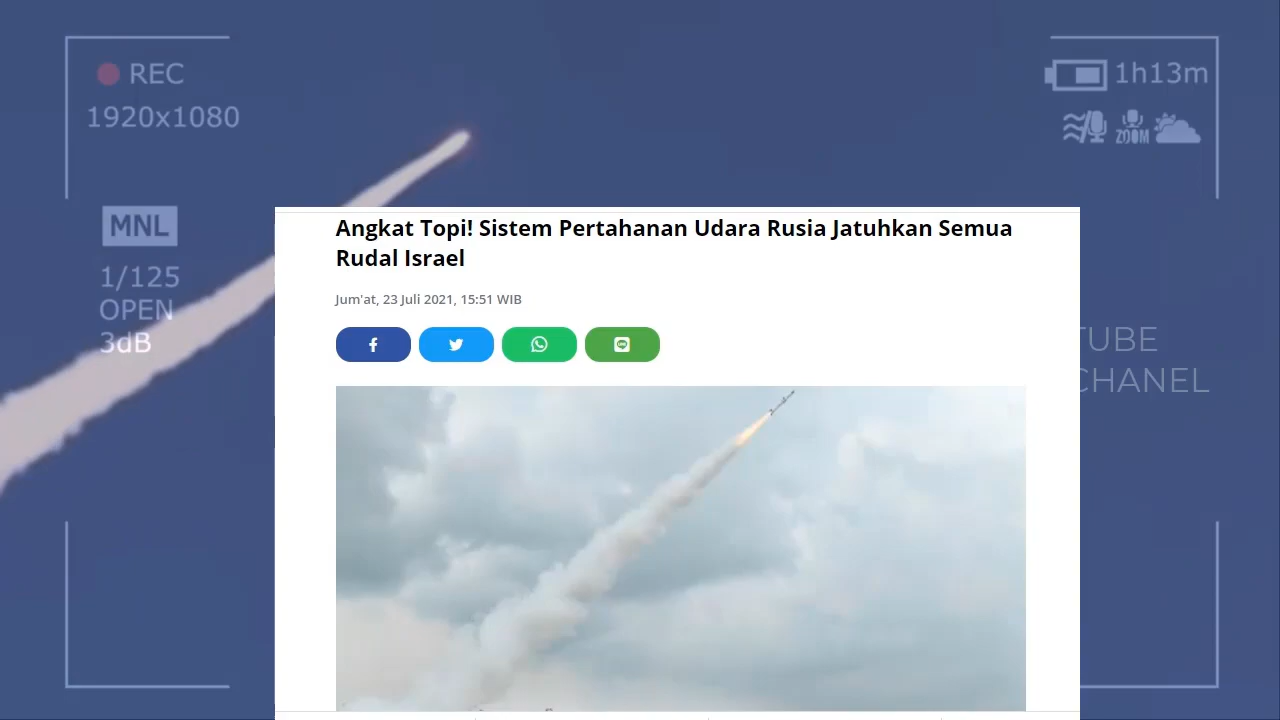 REC
1920x1080
1h13m
ZOOM
MNL
1/125
OPEN
3dB
Angkat Topi! Sistem Pertahanan Udara Rusia Jatuhkan Semua
Rudal Israel
Jum'at, 23 Juli 2021, 15:51 WIB
LINE
TUBE
CHANEL